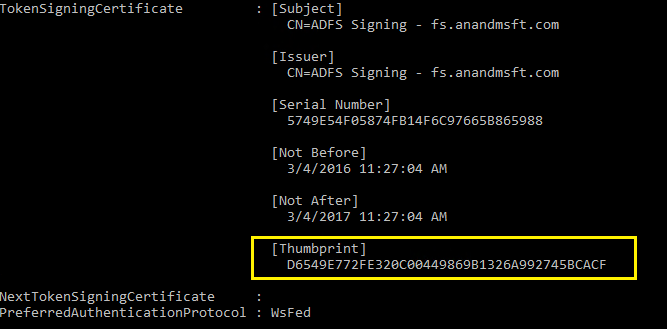 TokenSigningCertificate : [Subject]
CN=ADFS Signing - fs.anandmsft.com
[Issuer]
CN=ADFS Signing - fs.anandmsft.com
[Serial Number]
5749E54F05874FB14F6C97665B865988
[Not Before]
3/4/2016 11:27:04 AM
[Not After]
3/4/2017 11:27:04 AM
[Thumbprint]
D6549E772FE320C00449869B1326A992745BCACF
NextTokenSigningCertificate :
PreferredAuthenticationProtocol : WsFed